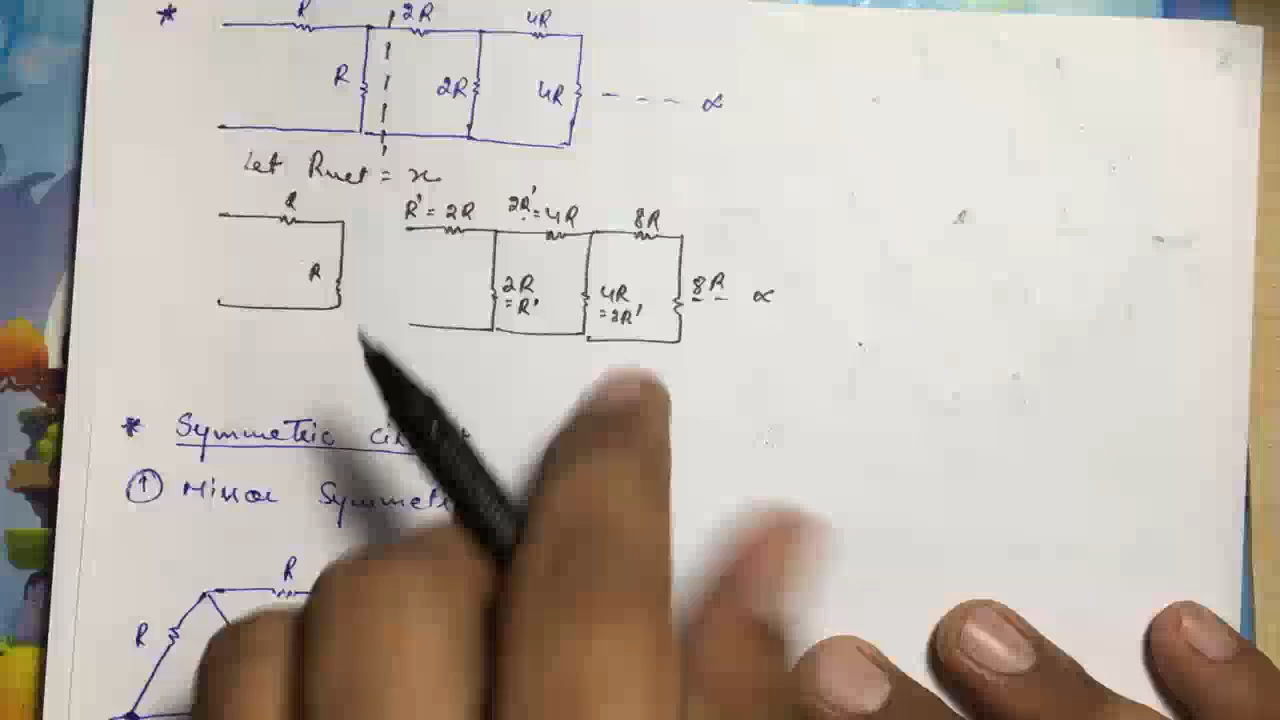 * R 2R 4R
R 2R 4R - - - ∝
Let Rnet = x
R R' = 2R 2R' = 4R 8R
R 2R = R' 4R = 2R' 8R - - ∝
* Symmetric
① Mirror
R
R